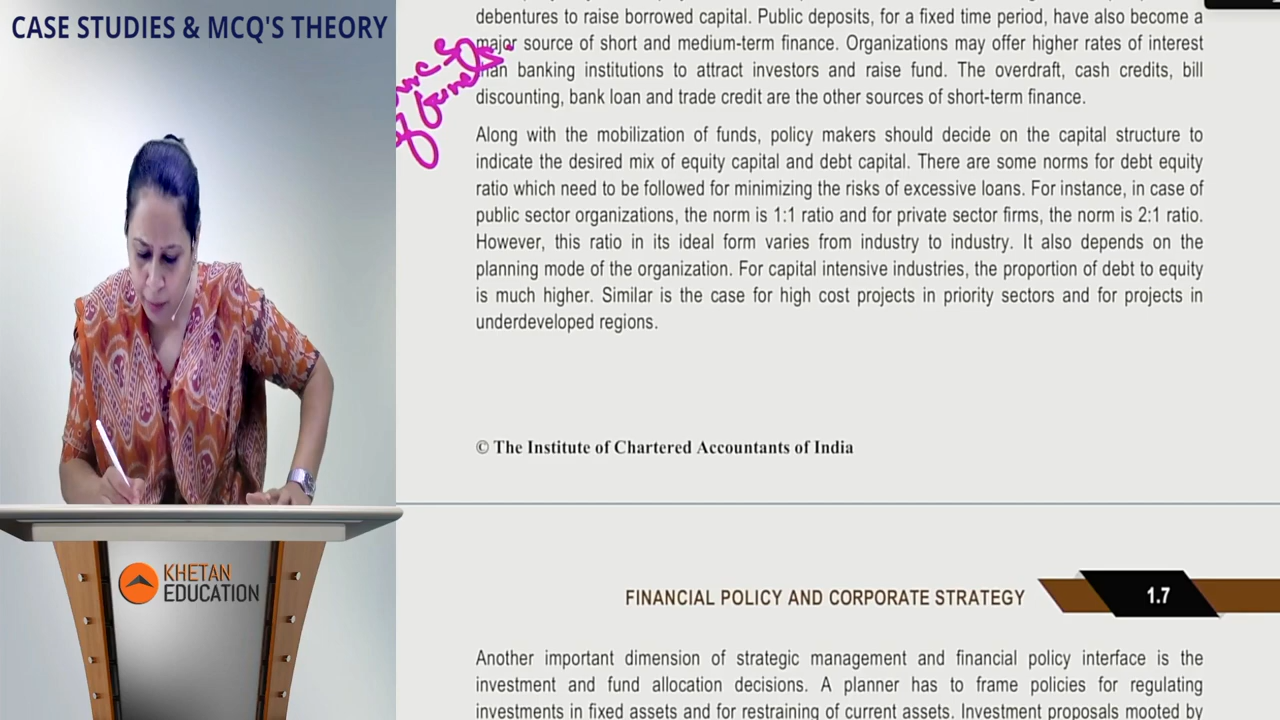 CASE STUDIES & MCQ'S THEORY
debentures to raise borrowed capital. Public deposits, for a fixed time period, have also become a
major source of short and medium-term finance. Organizations may offer higher rates of interest
than banking institutions to attract investors and raise fund. The overdraft, cash credits, bill
discounting, bank loan and trade credit are the other sources of short-term finance.
of funds
Along with the mobilization of funds, policy makers should decide on the capital structure to
indicate the desired mix of equity capital and debt capital. There are some norms for debt equity
ratio which need to be followed for minimizing the risks of excessive loans. For instance, in case of
public sector organizations, the norm is 1:1 ratio and for private sector firms, the norm is 2:1 ratio.
However, this ratio in its ideal form varies from industry to industry. It also depends on the
planning mode of the organization. For capital intensive industries, the proportion of debt to equity
is much higher. Similar is the case for high cost projects in priority sectors and for projects in
underdeveloped regions.
© The Institute of Chartered Accountants of India
KHETAN
EDUCATION
FINANCIAL POLICY AND CORPORATE STRATEGY
1.7
Another important dimension of strategic management and financial policy interface is the
investment and fund allocation decisions. A planner has to frame policies for regulating
investments in fixed assets and for restraining of current assets. Investment proposals mooted by